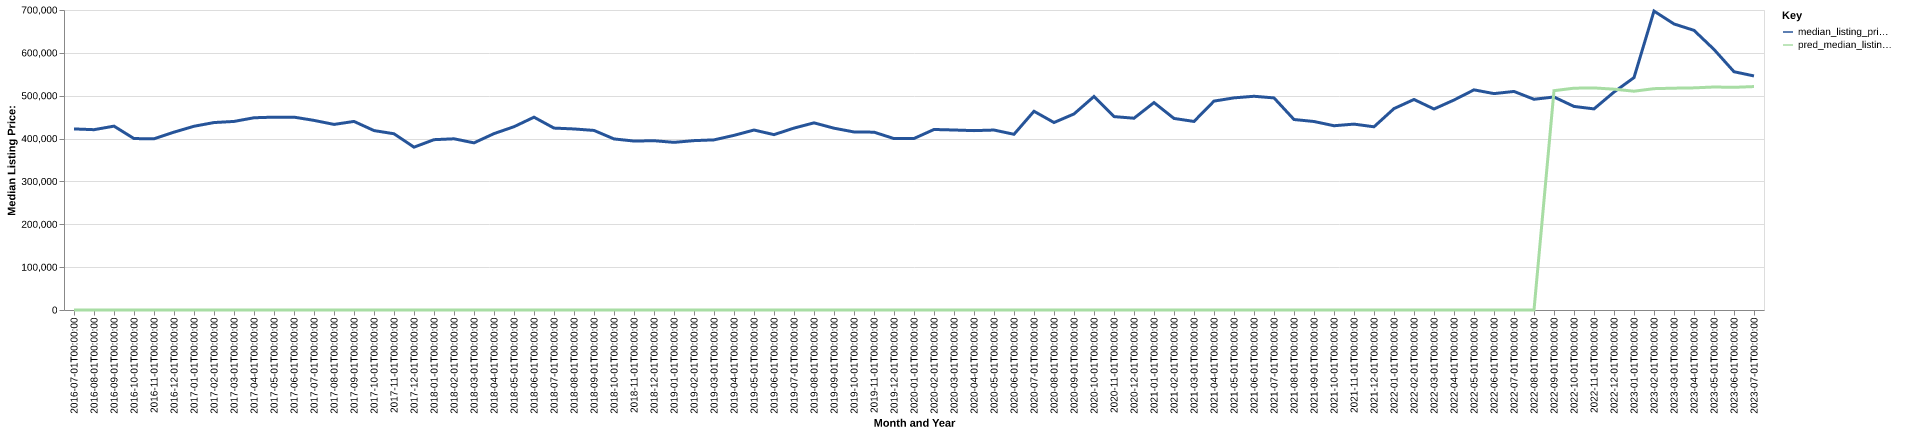 700,000
600,000
500,000
400,000
300,000
200,000
100,000
0
Median Listing Price:
2016-07-01T00:00:00
2016-08-01T00:00:00
2016-09-01T00:00:00
2016-10-01T00:00:00
2016-11-01T00:00:00
2016-12-01T00:00:00
2017-01-01T00:00:00
2017-02-01T00:00:00
2017-03-01T00:00:00
2017-04-01T00:00:00
2017-05-01T00:00:00
2017-06-01T00:00:00
2017-07-01T00:00:00
2017-08-01T00:00:00
2017-09-01T00:00:00
2017-10-01T00:00:00
2017-11-01T00:00:00
2017-12-01T00:00:00
2018-01-01T00:00:00
2018-02-01T00:00:00
2018-03-01T00:00:00
2018-04-01T00:00:00
2018-05-01T00:00:00
2018-06-01T00:00:00
2018-07-01T00:00:00
2018-08-01T00:00:00
2018-09-01T00:00:00
2018-10-01T00:00:00
2018-11-01T00:00:00
2018-12-01T00:00:00
2019-01-01T00:00:00
2019-02-01T00:00:00
2019-03-01T00:00:00
2019-04-01T00:00:00
2019-05-01T00:00:00
2019-06-01T00:00:00
2019-07-01T00:00:00
2019-08-01T00:00:00
2019-09-01T00:00:00
2019-10-01T00:00:00
2019-11-01T00:00:00
2019-12-01T00:00:00
2020-01-01T00:00:00
2020-02-01T00:00:00
2020-03-01T00:00:00
2020-04-01T00:00:00
2020-05-01T00:00:00
2020-06-01T00:00:00
2020-07-01T00:00:00
2020-08-01T00:00:00
2020-09-01T00:00:00
2020-10-01T00:00:00
2020-11-01T00:00:00
2020-12-01T00:00:00
2021-01-01T00:00:00
2021-02-01T00:00:00
2021-03-01T00:00:00
2021-04-01T00:00:00
2021-05-01T00:00:00
2021-06-01T00:00:00
2021-07-01T00:00:00
2021-08-01T00:00:00
2021-09-01T00:00:00
2021-10-01T00:00:00
2021-11-01T00:00:00
2021-12-01T00:00:00
2022-01-01T00:00:00
2022-02-01T00:00:00
2022-03-01T00:00:00
2022-04-01T00:00:00
2022-05-01T00:00:00
2022-06-01T00:00:00
2022-07-01T00:00:00
2022-08-01T00:00:00
2022-09-01T00:00:00
2022-10-01T00:00:00
2022-11-01T00:00:00
2022-12-01T00:00:00
2023-01-01T00:00:00
2023-02-01T00:00:00
2023-03-01T00:00:00
2023-04-01T00:00:00
2023-05-01T00:00:00
2023-06-01T00:00:00
2023-07-01T00:00:00
Month and Year
Key
median_listing_pri…
pred_median_listin…